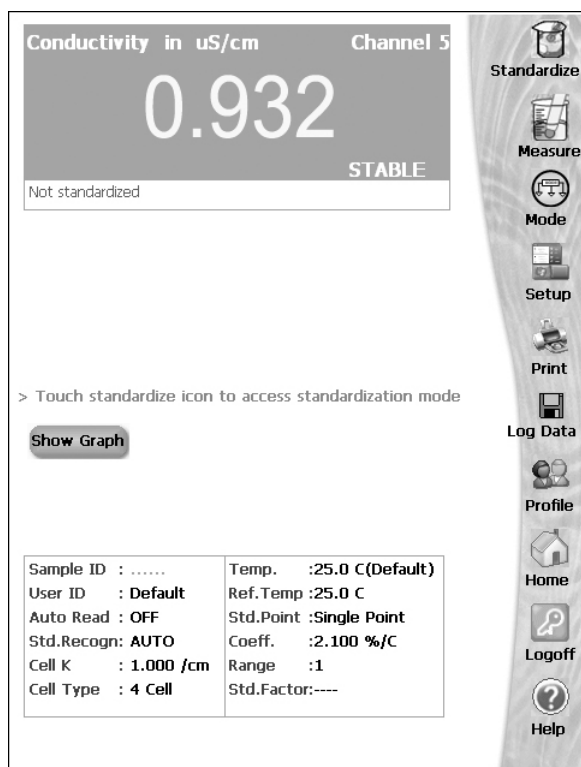 Conductivity in uS/cm Channel 5
0.932
STABLE
Not standardized
> Touch standardize icon to access standardization mode
Show Graph
Sample ID : ......
User ID : Default
Auto Read : OFF
Std.Recogn: AUTO
Cell K : 1.000 /cm
Cell Type : 4 Cell
Temp. :25.0 C(Default)
Ref.Temp :25.0 C
Std.Point :Single Point
Coeff. :2.100 %/C
Range :1
Std.Factor:----
Standardize
Measure
Mode
Setup
Print
Log Data
Profile
Home
Logoff
Help